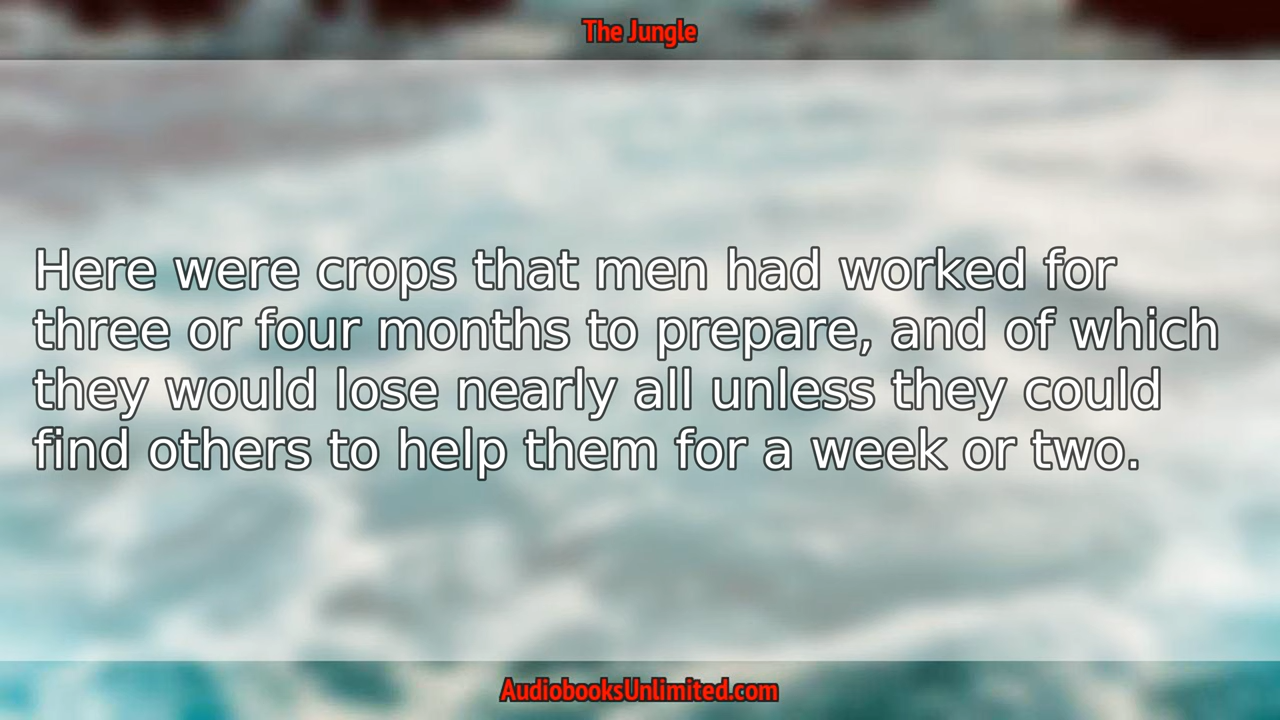 The Jungle
Here were crops that men had worked for
three or four months to prepare, and of which
they would lose nearly all unless they could
find others to help them for a week or two.
AudiobooksUnlimited.com